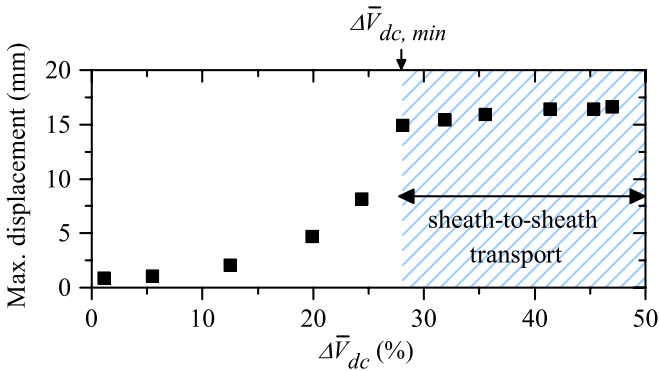 ΔV̅dc, min
20
15
10
5
0
Max. displacement (mm)
sheath-to-sheath
transport
0 10 20 30 40 50
ΔV̅dc (%)